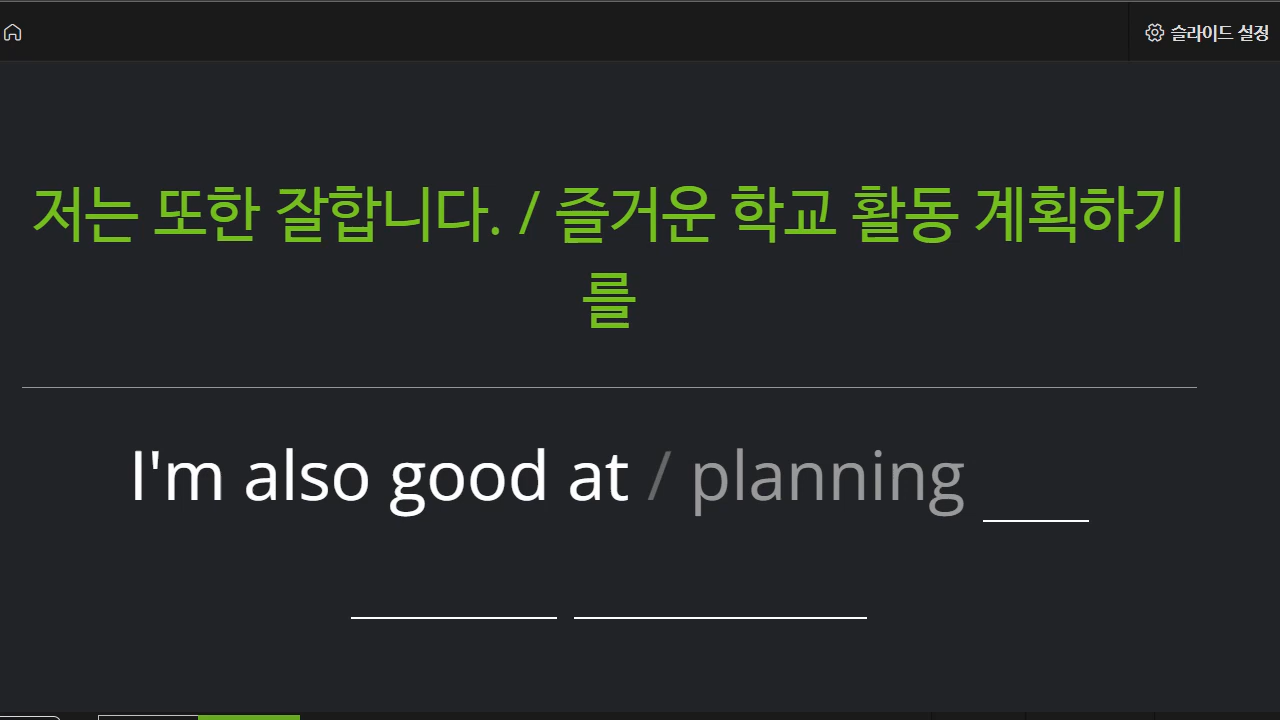 슬라이드 설정
저는 또한 잘합니다. / 즐거운 학교 활동 계획하기
를
I'm also good at / planning